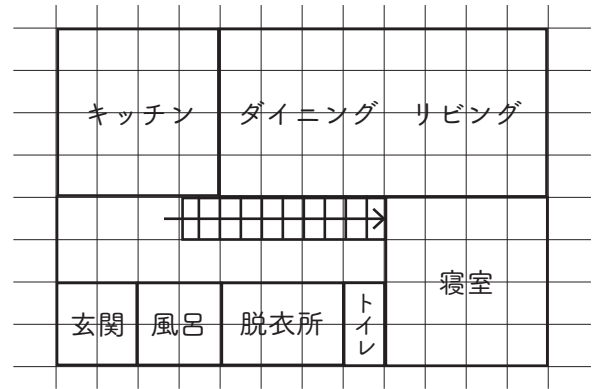 キッチン
ダイニング
リビング
寝室
玄関
風呂
脱衣所
トイレ